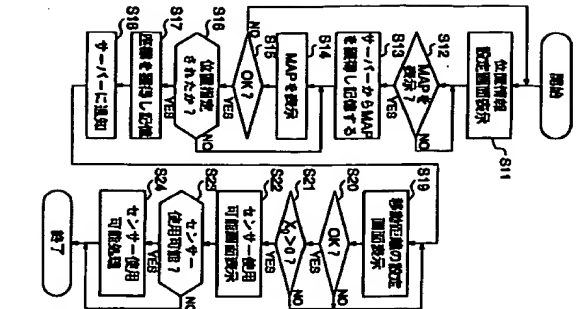 開始
位置情報
設定画面表示
S11
MAPを
表示?
S12
NO
YES
サーバーからMAP
を獲得し記憶する
S13
MAPを表示
S14
OK?
S15
NO
YES
位置指定
されたか?
S16
NO
YES
座標を獲得し記憶
S17
サーバーに通知
S18
移動距離の設定
画面表示
S19
OK?
S20
NO
YES
>0?
S21
NO
YES
センサー使用
可能画面表示
S22
センサー
使用可能?
S23
NO
YES
センサー使用
可能処理
S24
終了